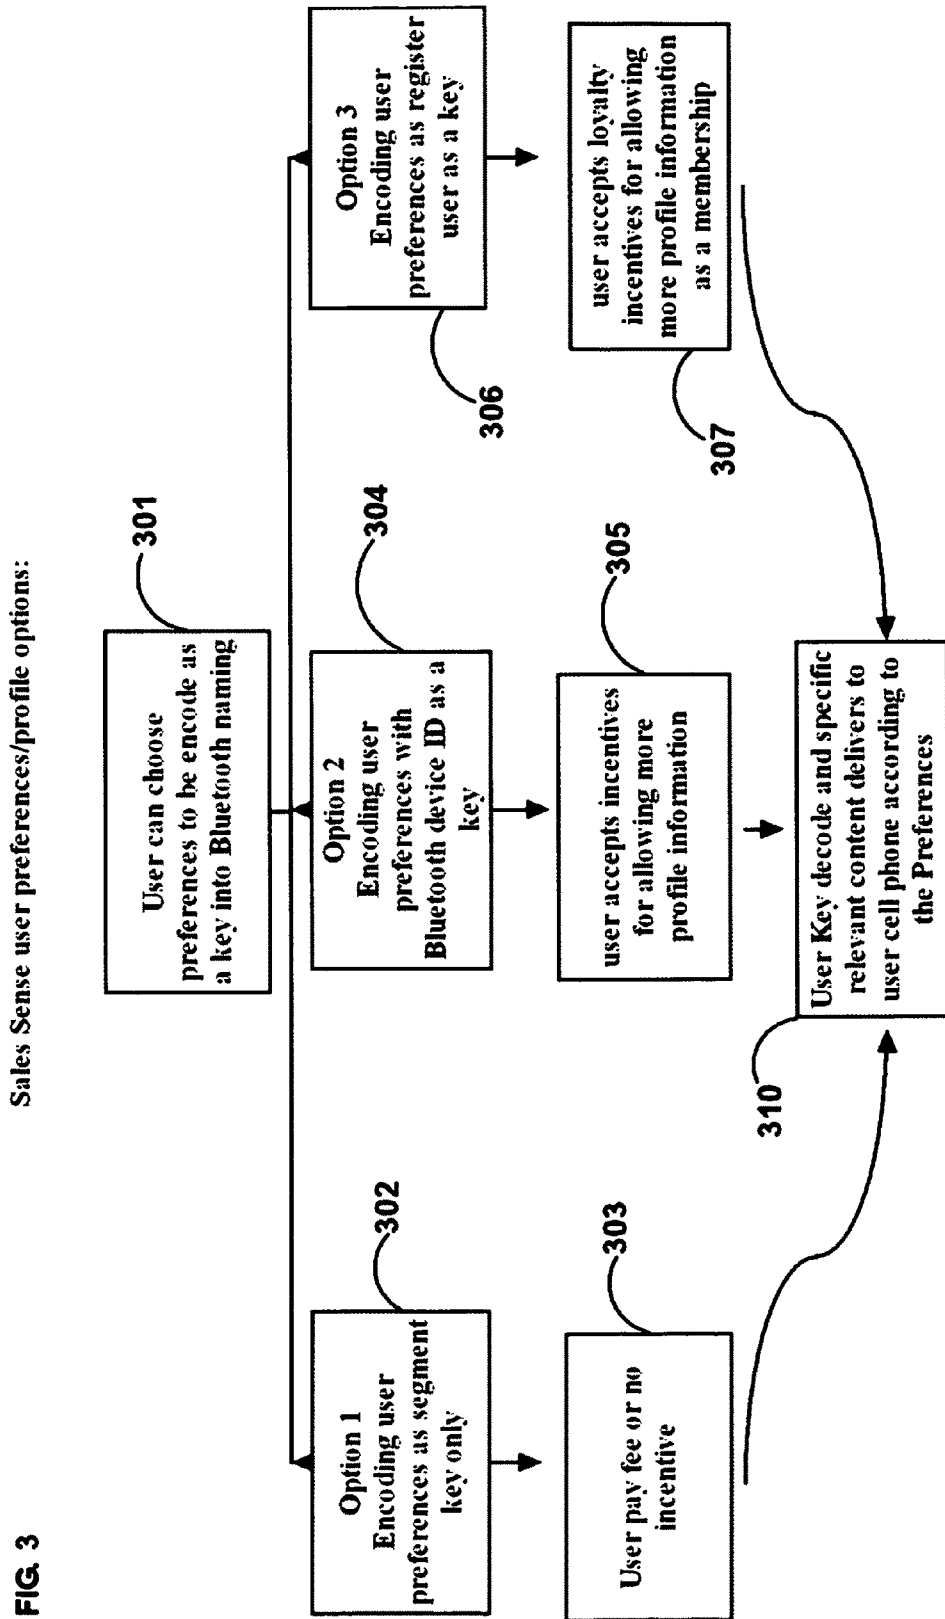 FIG. 3
Sales Sense user preferences/profile options:
User can choose
preferences to be encode as
a key into Bluetooth naming
301
Option 1
Encoding user
preferences as segment
key only
302
Option 2
Encoding user
preferences with
Bluetooth device ID as a
key
304
Option 3
Encoding user
preferences as register
user as a key
306
User pay fee or no
incentive
303
user accepts incentives
for allowing more
profile information
305
user accepts loyalty
incentives for allowing
more profile information
as a membership
307
User Key decode and specific
relevant content delivers to
user cell phone according to
the Preferences
310